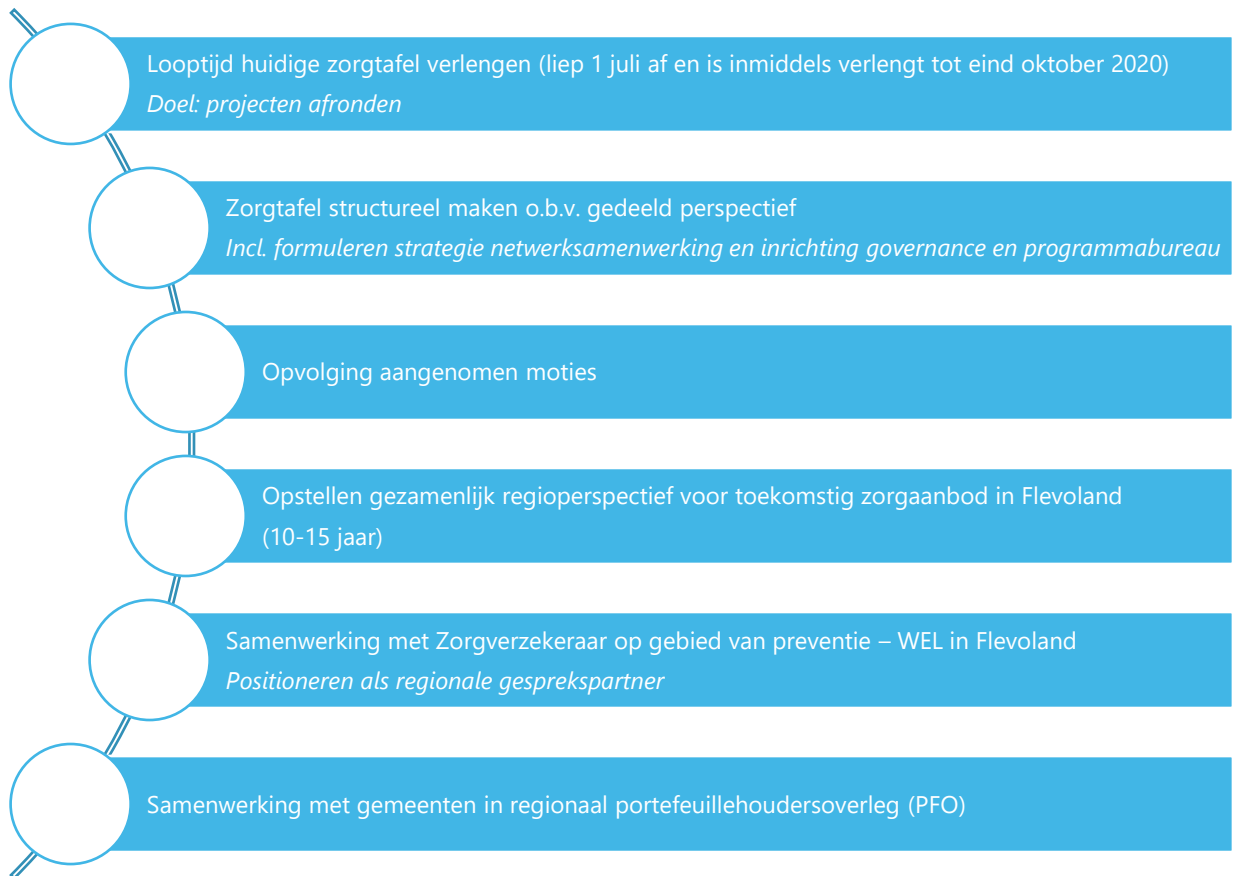 Looptijd huidige zorgtafel verlengen (liep 1 juli af en is inmiddels verlengt tot eind oktober 2020)
Doel: projecten afronden
Zorgtafel structureel maken o.b.v. gedeeld perspectief
Incl. formuleren strategie netwerksamenwerking en inrichting governance en programmabureau
Opvolging aangenomen moties
Opstellen gezamenlijk regioperspectief voor toekomstig zorgaanbod in Flevoland
(10-15 jaar)
Samenwerking met Zorgverzekeraar op gebied van preventie – WEL in Flevoland
Positioneren als regionale gesprekspartner
Samenwerking met gemeenten in regionaal portefeuillehoudersoverleg (PFO)